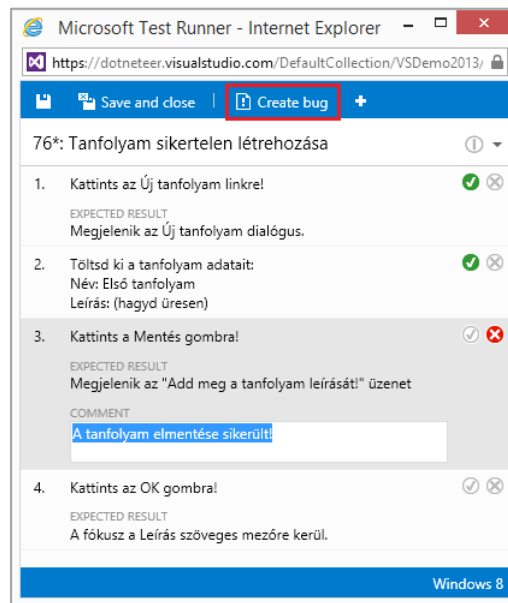 Microsoft Test Runner - Internet Explorer
https://dotneteer.visualstudio.com/DefaultCollection/VSDemo2013/
Save and close | Create bug
76*: Tanfolyam sikertelen létrehozása
1. Kattints az Új tanfolyam linkre!
EXPECTED RESULT
Megjelenik az Új tanfolyam dialógus.
2. Töltsd ki a tanfolyam adatait:
Név: Első tanfolyam
Leírás: (hagyd üresen)
3. Kattints a Mentés gombra!
EXPECTED RESULT
Megjelenik az "Add meg a tanfolyam leírását!" üzenet
COMMENT
A tanfolyam elmentése sikerült!
4. Kattints az OK gombra!
EXPECTED RESULT
A fókusz a Leírás szöveges mezőre kerül.
Windows 8